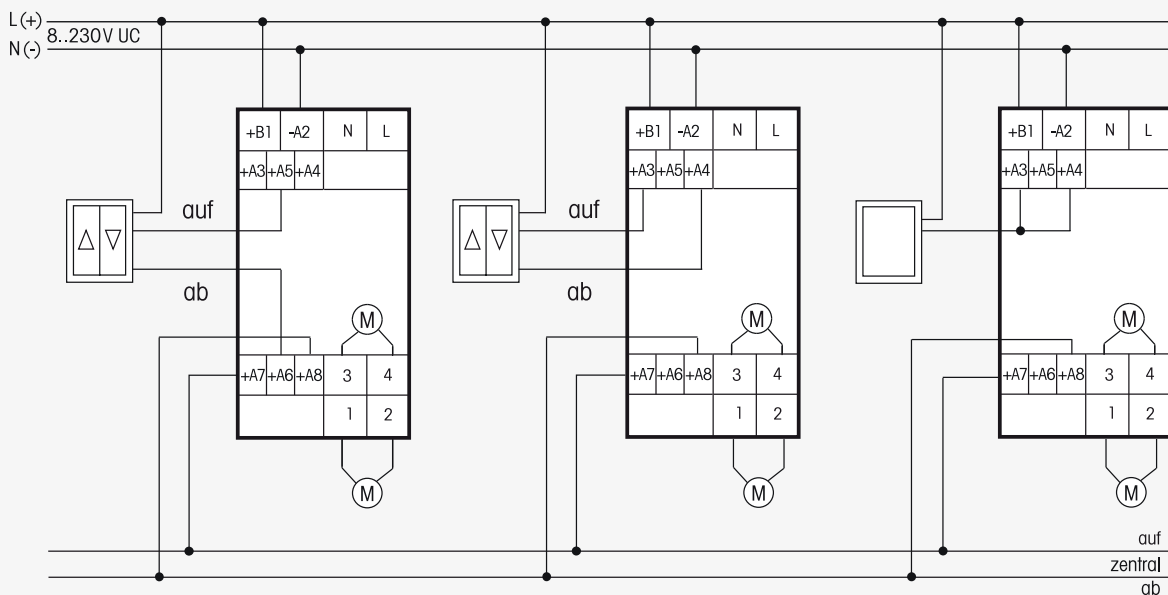 L(+)
8..230V UC
N(-)
+B1 -A2 N L
+A3 +A5 +A4
auf
ab
M
+A7 +A6 +A8 3 4
1 2
M
+B1 -A2 N L
+A3 +A5 +A4
auf
ab
M
+A7 +A6 +A8 3 4
1 2
M
+B1 -A2 N L
+A3 +A5 +A4
M
+A7 +A6 +A8 3 4
1 2
M
auf
zentral
ab